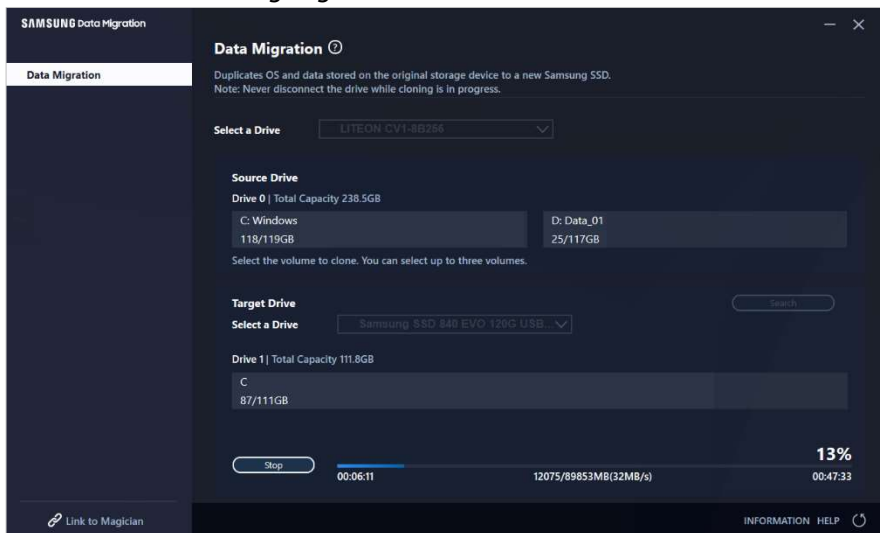 SAMSUNG Data Migration
Data Migration
Data Migration ?
Duplicates OS and data stored on the original storage device to a new Samsung SSD.
Note: Never disconnect the drive while cloning is in progress.
Select a Drive LITEON CV1-8B256
Source Drive
Drive 0 | Total Capacity 238.5GB
C: Windows D: Data_01
118/119GB 25/117GB
Select the volume to clone. You can select up to three volumes.
Target Drive Search
Select a Drive Samsung SSD 840 EVO 120G USB...
Drive 1 | Total Capacity 111.8GB
C
87/111GB
13%
Stop
00:06:11 12075/89853MB(32MB/s) 00:47:33
Link to Magician INFORMATION HELP